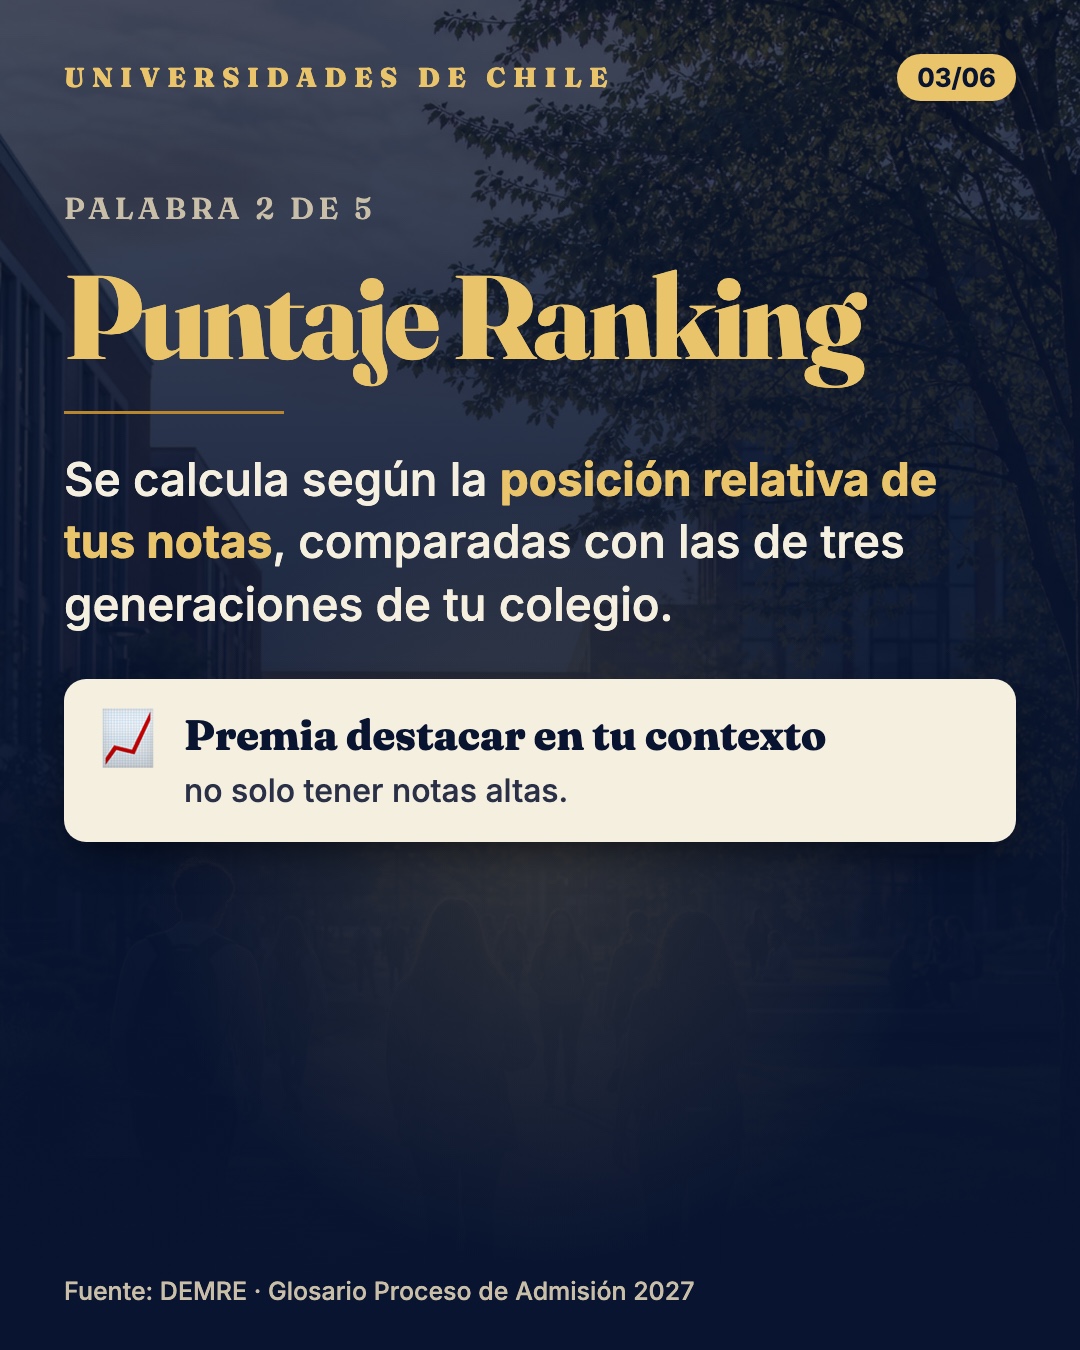 UNIVERSIDADES DE CHILE
03/06
PALABRA 2 DE 5
Puntaje Ranking
Se calcula según la posición relativa de
tus notas, comparadas con las de tres
generaciones de tu colegio.
Premia destacar en tu contexto
no solo tener notas altas.
Fuente: DEMRE · Glosario Proceso de Admisión 2027